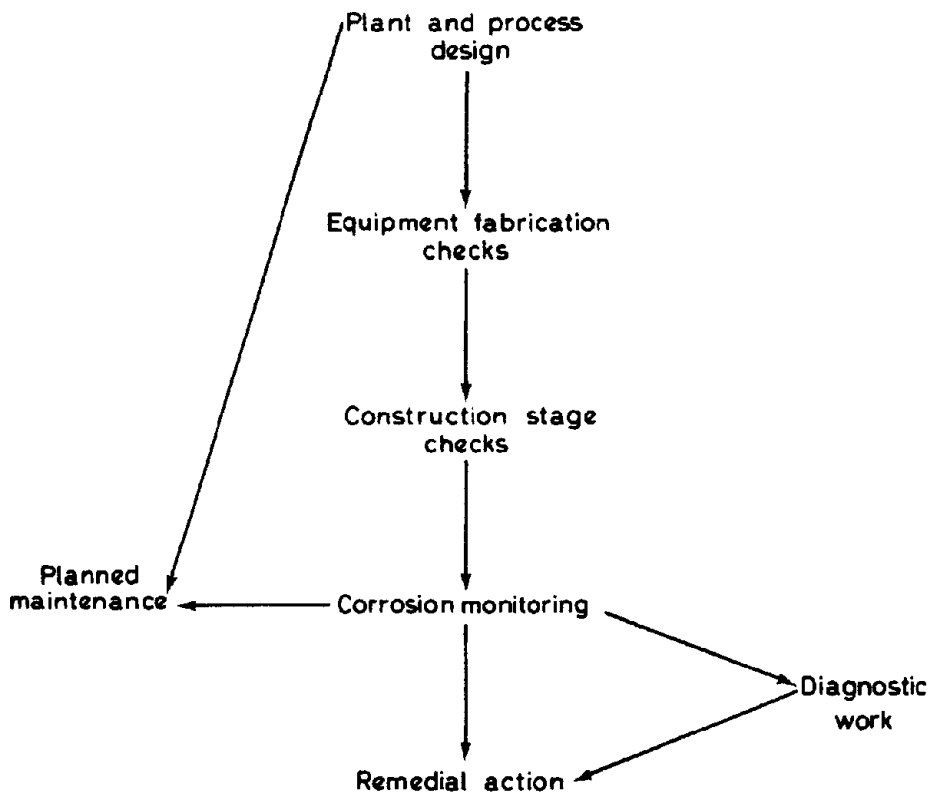 Plant and process
design
Equipment fabrication
checks
Construction stage
checks
Planned
maintenance
Corrosion monitoring
Diagnostic
work
Remedial action